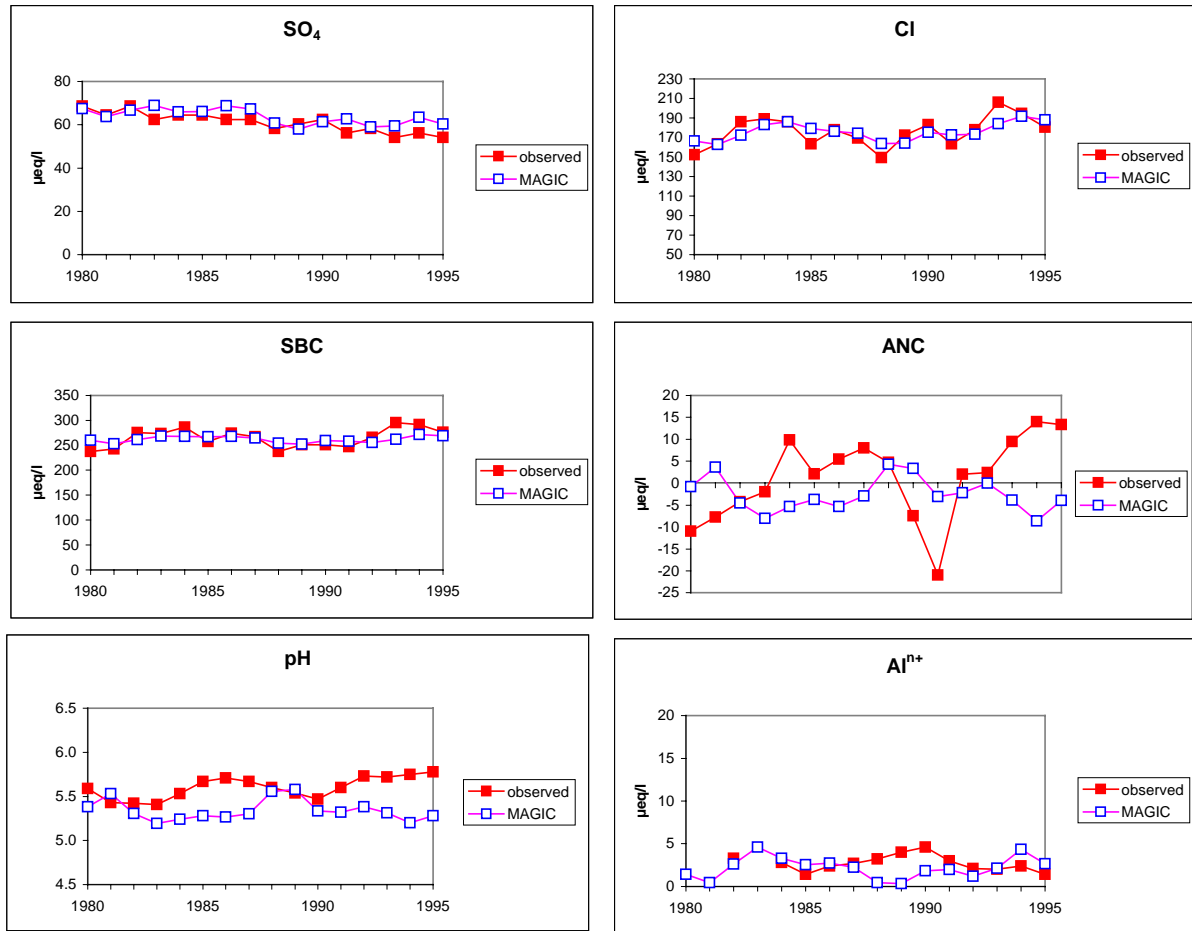 SO4
80
60
40
20
0
µeq/l
1980 1985 1990 1995
observed
MAGIC
Cl
230
210
190
170
150
130
110
90
70
50
µeq/l
1980 1985 1990 1995
observed
MAGIC
SBC
350
300
250
200
150
100
50
0
µeq/l
1980 1985 1990 1995
observed
MAGIC
ANC
20
15
10
5
0
-5
-10
-15
-20
-25
µeq/l
observed
MAGIC
pH
6.5
6.0
5.5
5.0
4.5
1980 1985 1990 1995
observed
MAGIC
Al^n+
20
15
10
5
0
µeq/l
1980 1985 1990 1995
observed
MAGIC